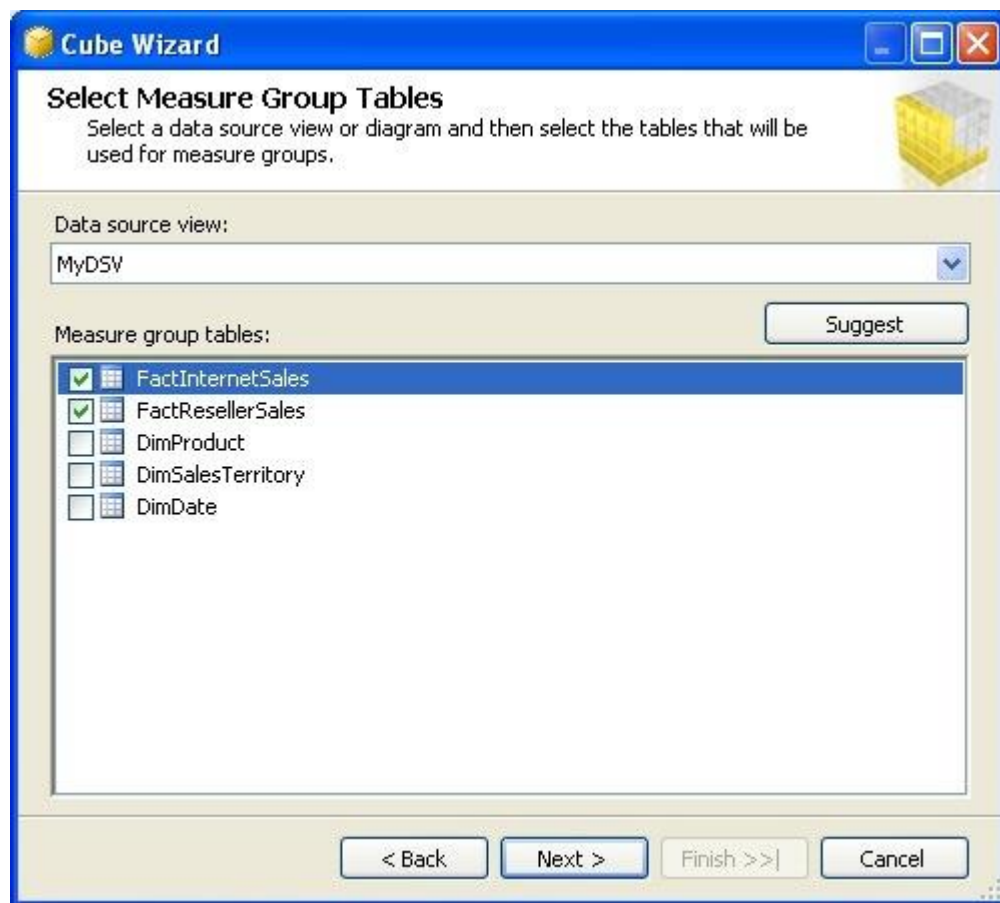 Cube Wizard
Select Measure Group Tables
Select a data source view or diagram and then select the tables that will be
used for measure groups.
Data source view:
MyDSV
Suggest
Measure group tables:
FactInternetSales
FactResellerSales
DimProduct
DimSalesTerritory
DimDate
< Back
Next >
Finish >>|
Cancel